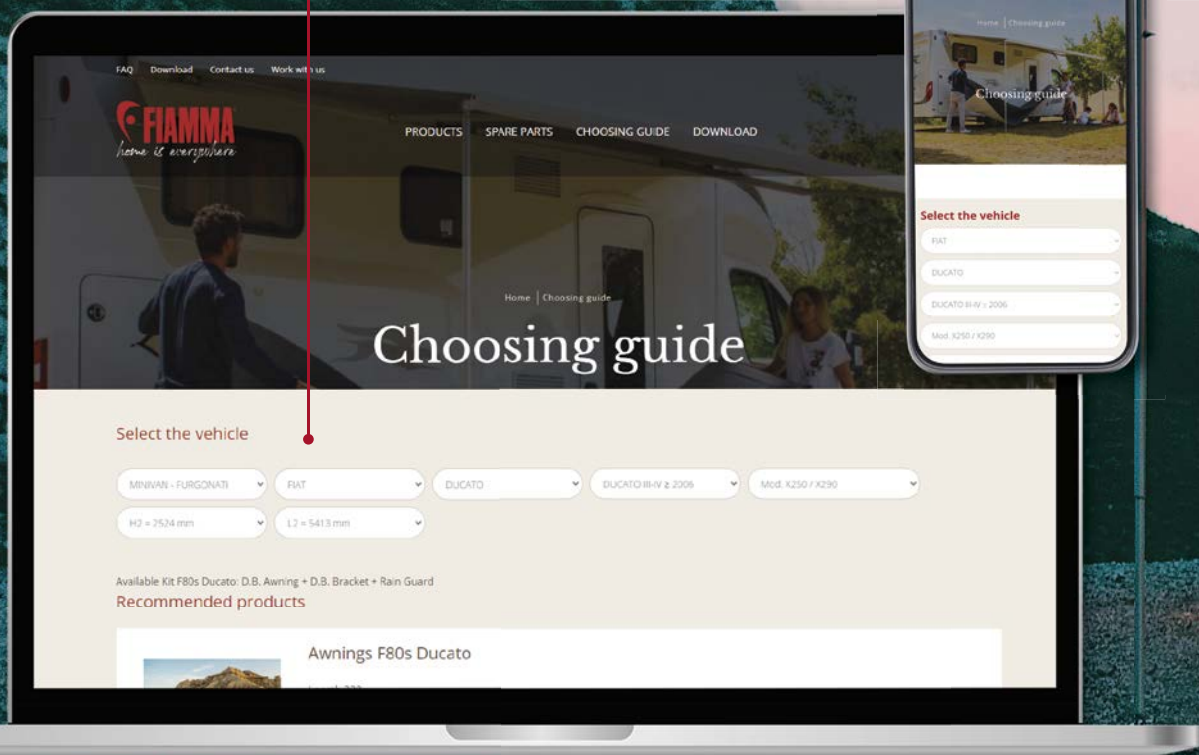 FAQ Download Contact us Work with us
FIAMMA
home is everywhere
PRODUCTS SPARE PARTS CHOOSING GUIDE DOWNLOAD
Home | Choosing guide
Choosing guide
Select the vehicle
MINIVAN - FURGONATI FIAT DUCATO DUCATO III-IV ≥ 2006 Mod. X250 / X290
H2 = 2524 mm L2 = 5413 mm
Available Kit F80s Ducato: D.B. Awning + D.B. Bracket + Rain Guard
Recommended products
Awnings F80s Ducato
Home | Choosing guide
Choosing guide
Select the vehicle
FIAT
DUCATO
DUCATO III-IV ≥ 2006
Mod. X250 / X290